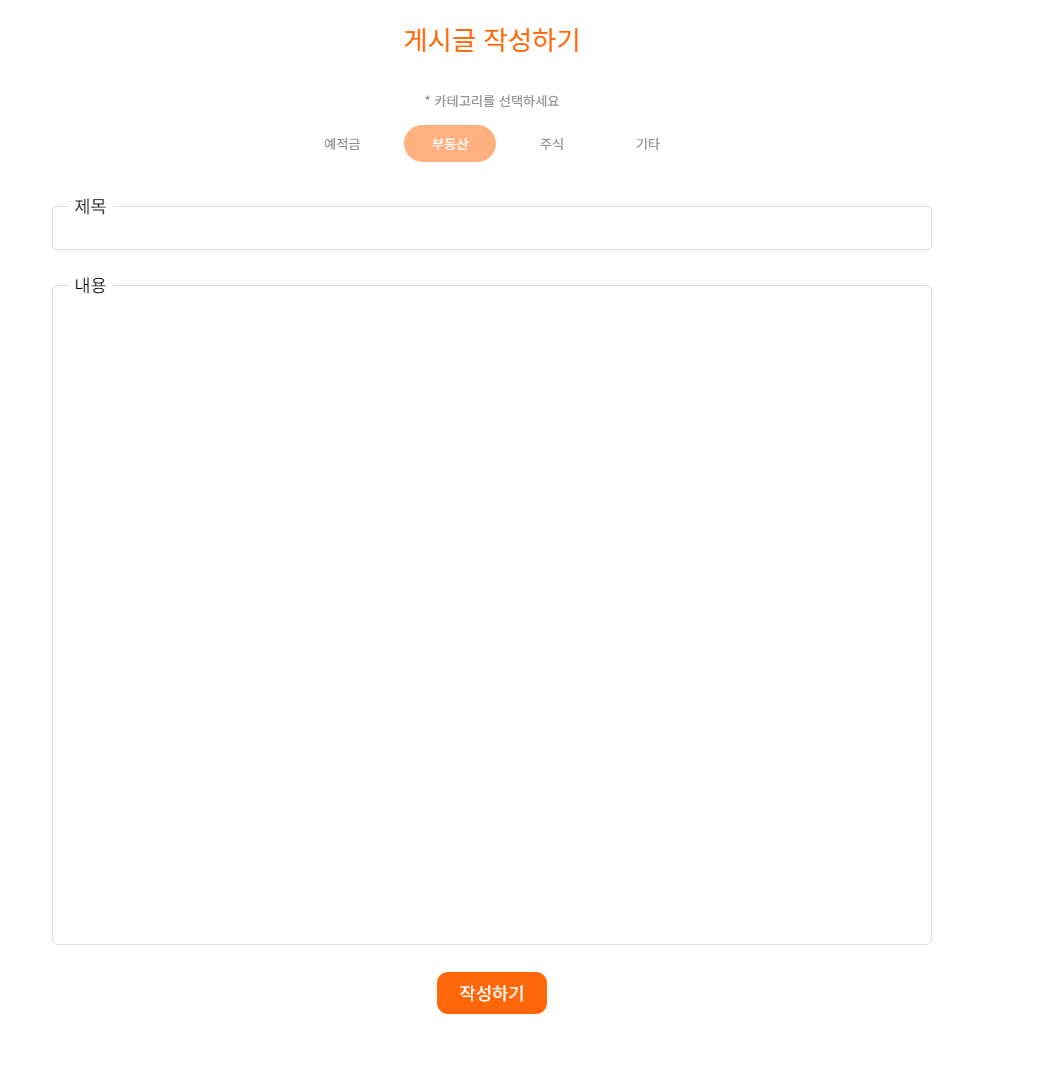 게시글 작성하기
* 카테고리를 선택하세요
예적금 부동산 주식 기타
제목
내용
작성하기